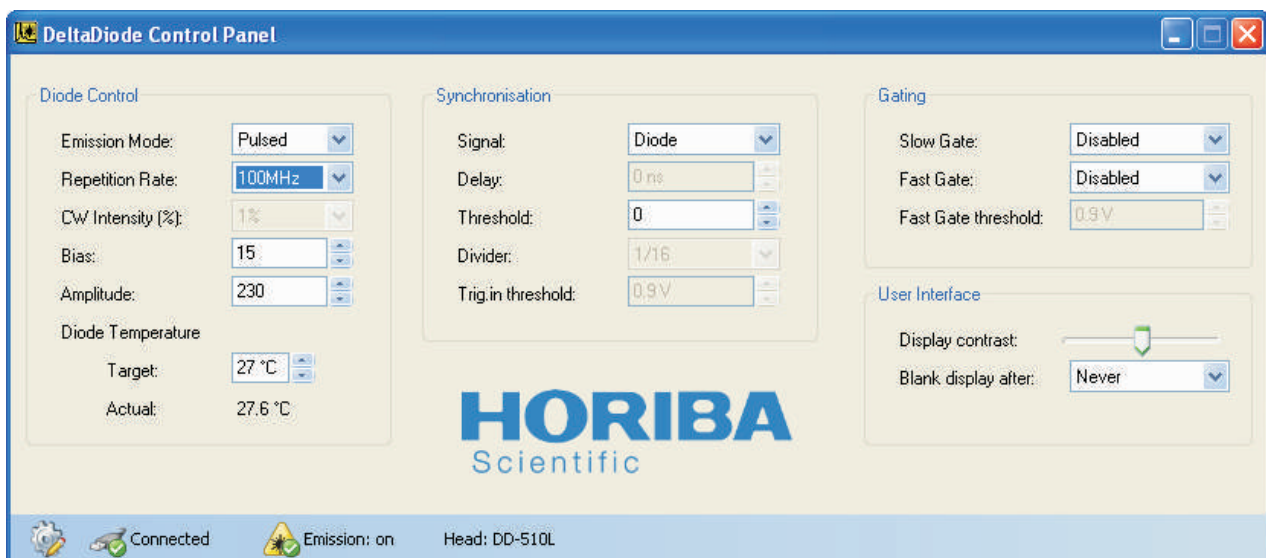 DeltaDiode Control Panel
Diode Control
Emission Mode: Pulsed
Repetition Rate: 100MHz
CW Intensity (%): 1%
Bias: 15
Amplitude: 230
Diode Temperature
Target: 27 °C
Actual: 27.6 °C
Synchronisation
Signal: Diode
Delay: 0 ns
Threshold: 0
Divider: 1/16
Trig.in threshold: 0.9 V
HORIBA
Scientific
Gating
Slow Gate: Disabled
Fast Gate: Disabled
Fast Gate threshold: 0.9 V
User Interface
Display contrast:
Blank display after: Never
Connected Emission: on Head: DD-510L